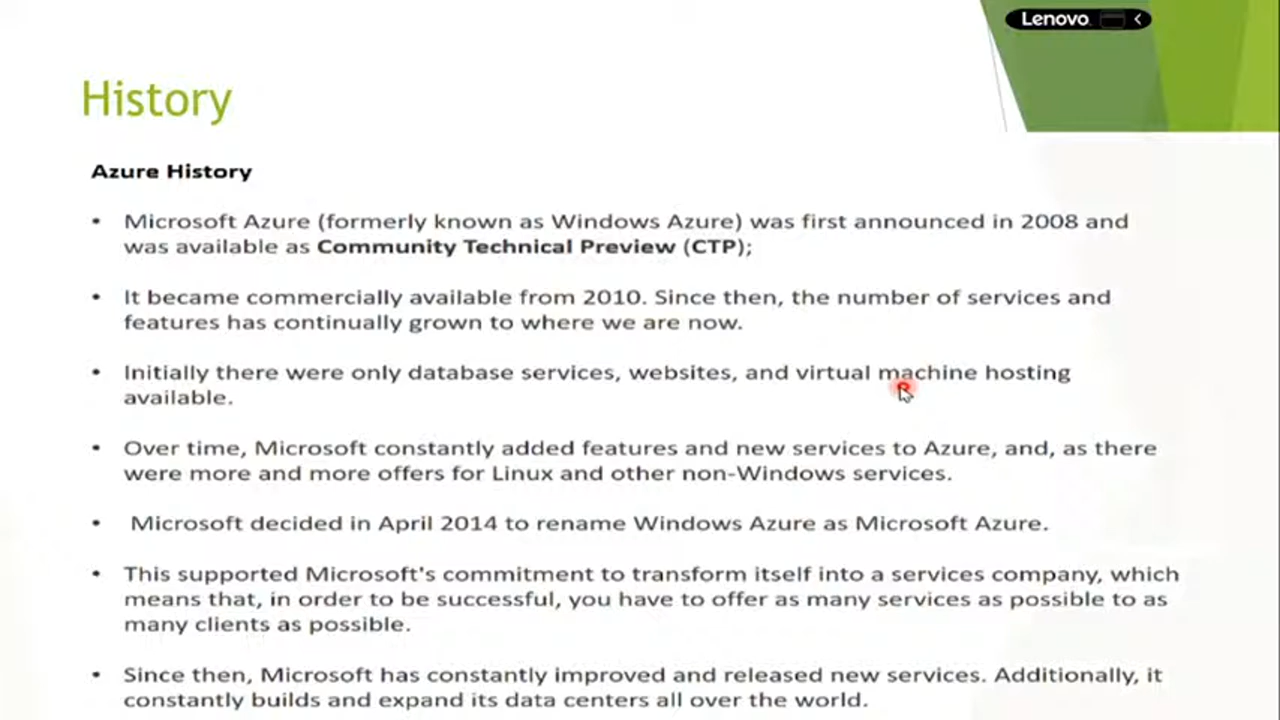 Lenovo
History
Azure History
• Microsoft Azure (formerly known as Windows Azure) was first announced in 2008 and
was available as Community Technical Preview (CTP);
• It became commercially available from 2010. Since then, the number of services and
features has continually grown to where we are now.
• Initially there were only database services, websites, and virtual machine hosting
available.
• Over time, Microsoft constantly added features and new services to Azure, and, as there
were more and more offers for Linux and other non-Windows services.
• Microsoft decided in April 2014 to rename Windows Azure as Microsoft Azure.
• This supported Microsoft's commitment to transform itself into a services company, which
means that, in order to be successful, you have to offer as many services as possible to as
many clients as possible.
• Since then, Microsoft has constantly improved and released new services. Additionally, it
constantly builds and expand its data centers all over the world.